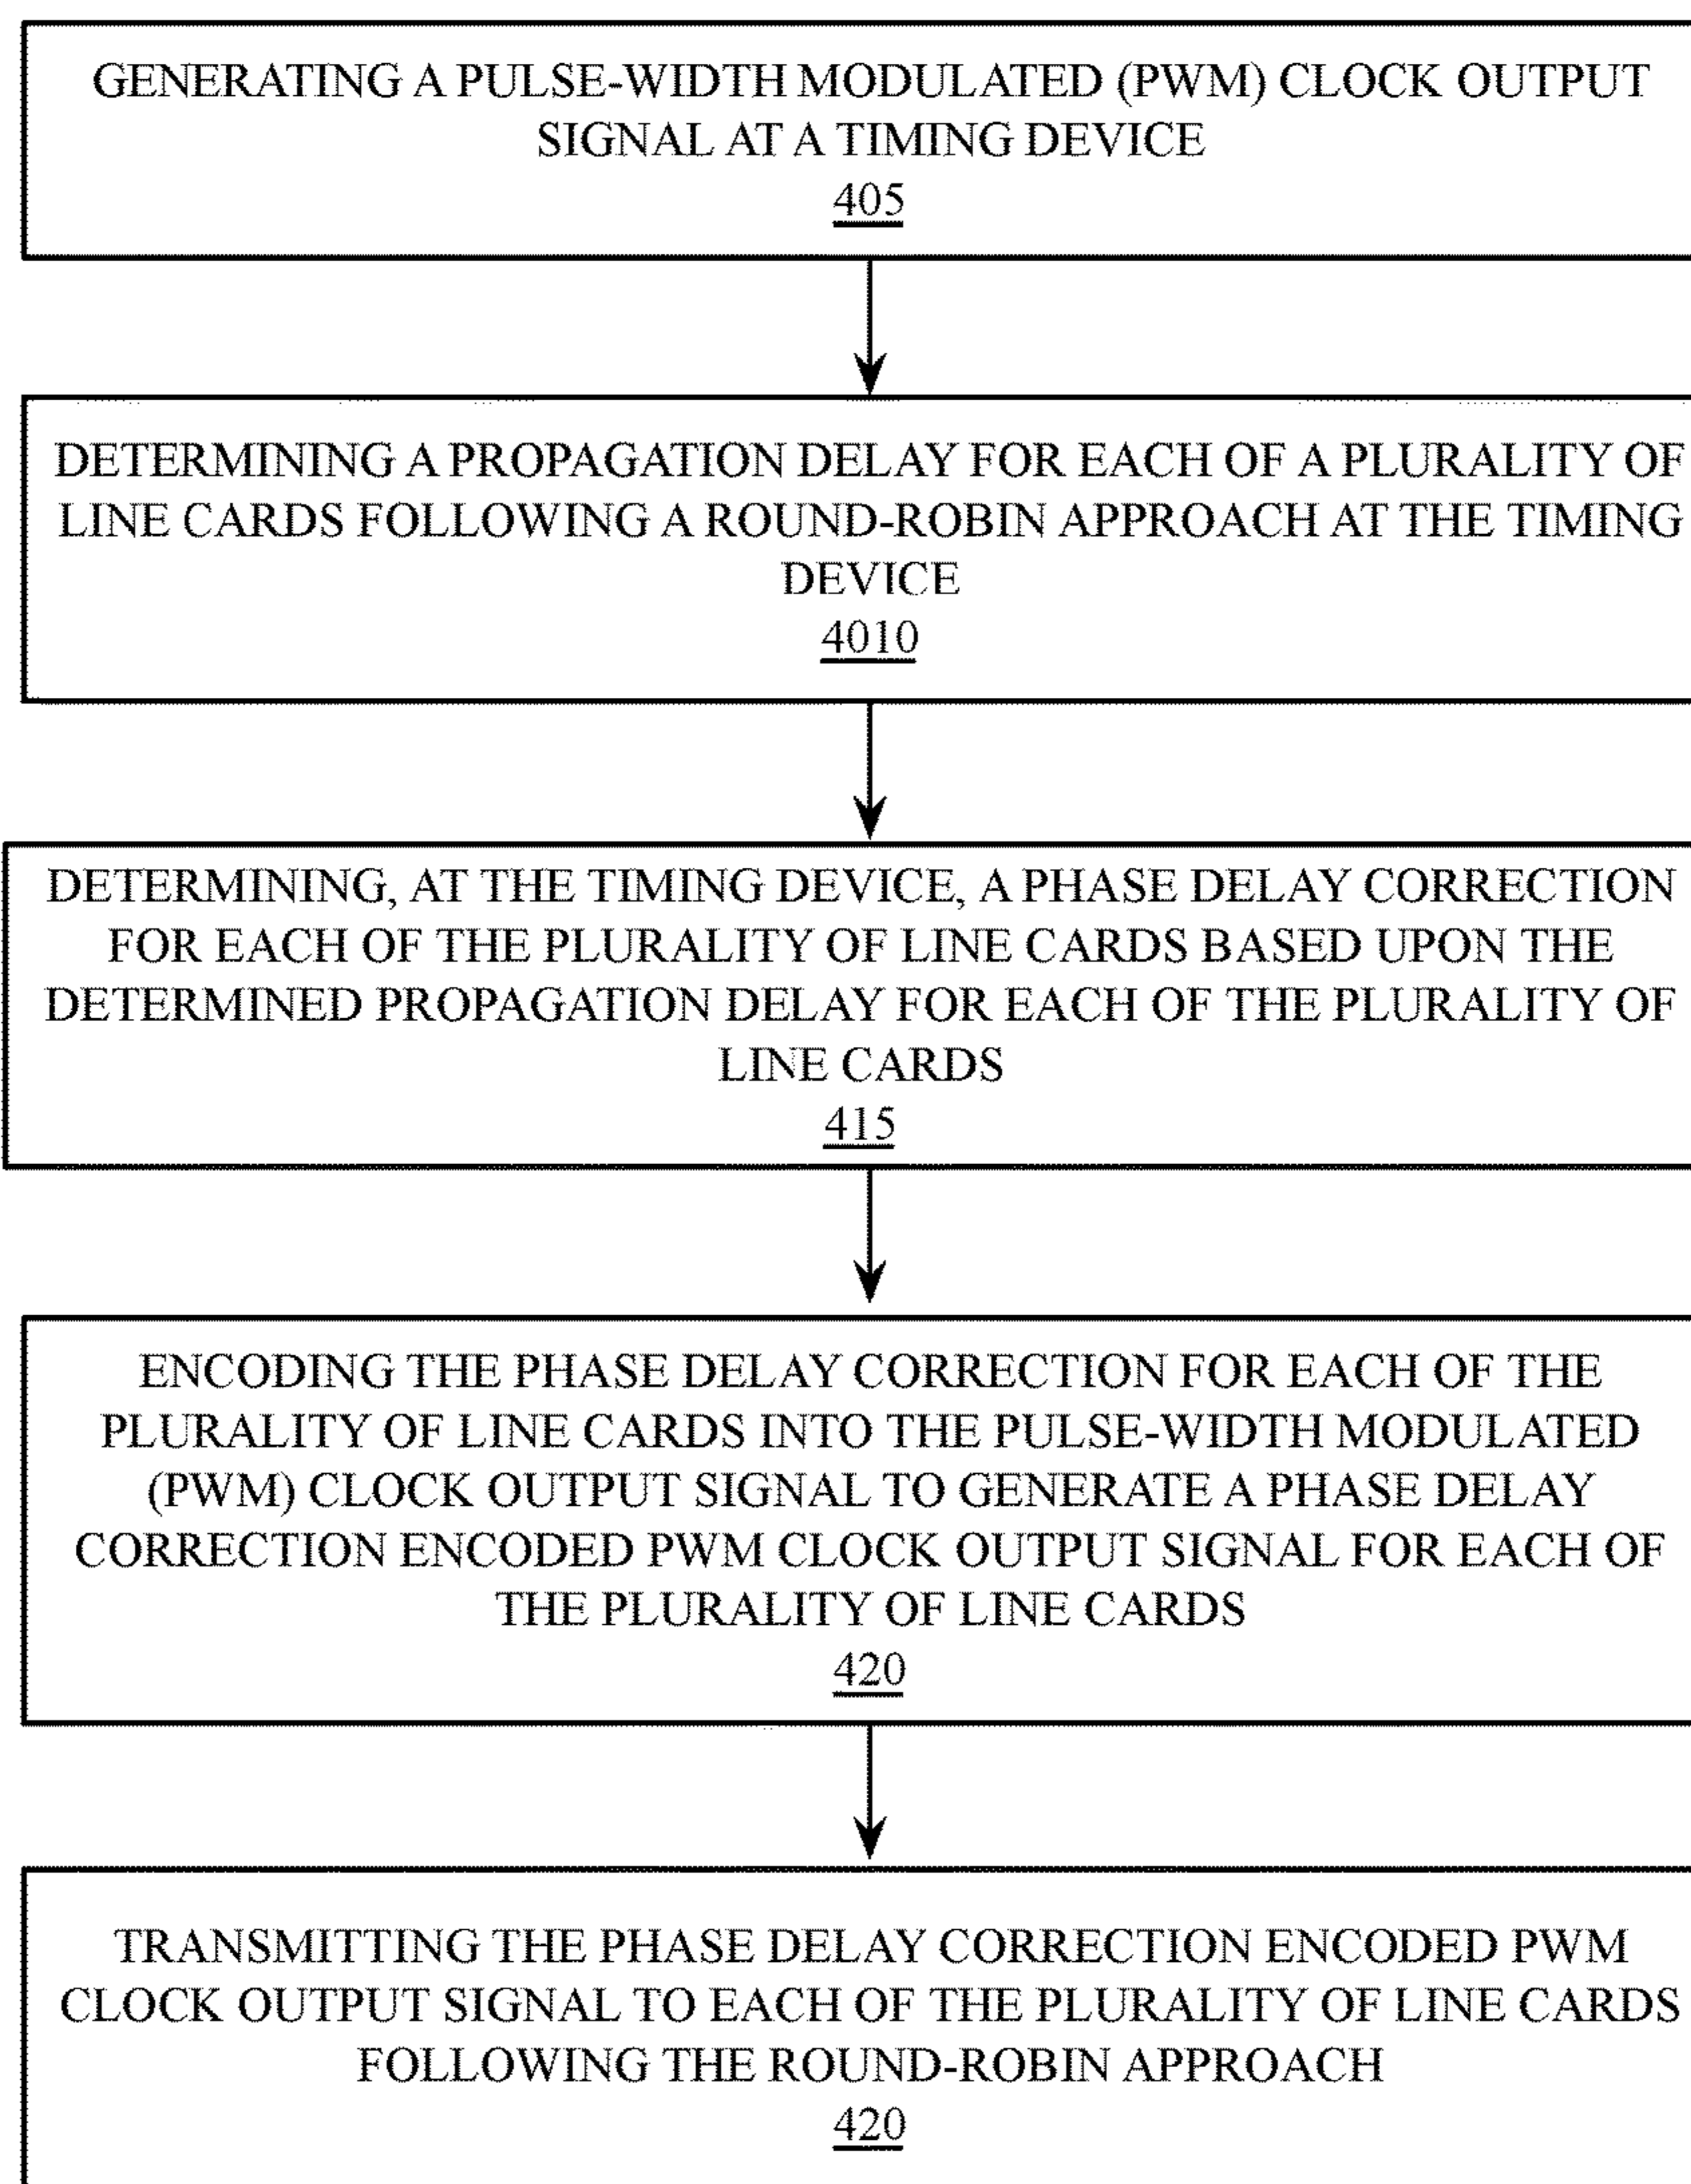 GENERATING A PULSE-WIDTH MODULATED (PWM) CLOCK OUTPUT
SIGNAL AT A TIMING DEVICE
405
DETERMINING A PROPAGATION DELAY FOR EACH OF A PLURALITY OF
LINE CARDS FOLLOWING A ROUND-ROBIN APPROACH AT THE TIMING
DEVICE
4010
DETERMINING, AT THE TIMING DEVICE, A PHASE DELAY CORRECTION
FOR EACH OF THE PLURALITY OF LINE CARDS BASED UPON THE
DETERMINED PROPAGATION DELAY FOR EACH OF THE PLURALITY OF
LINE CARDS
415
ENCODING THE PHASE DELAY CORRECTION FOR EACH OF THE
PLURALITY OF LINE CARDS INTO THE PULSE-WIDTH MODULATED
(PWM) CLOCK OUTPUT SIGNAL TO GENERATE A PHASE DELAY
CORRECTION ENCODED PWM CLOCK OUTPUT SIGNAL FOR EACH OF
THE PLURALITY OF LINE CARDS
420
TRANSMITTING THE PHASE DELAY CORRECTION ENCODED PWM
CLOCK OUTPUT SIGNAL TO EACH OF THE PLURALITY OF LINE CARDS
FOLLOWING THE ROUND-ROBIN APPROACH
420